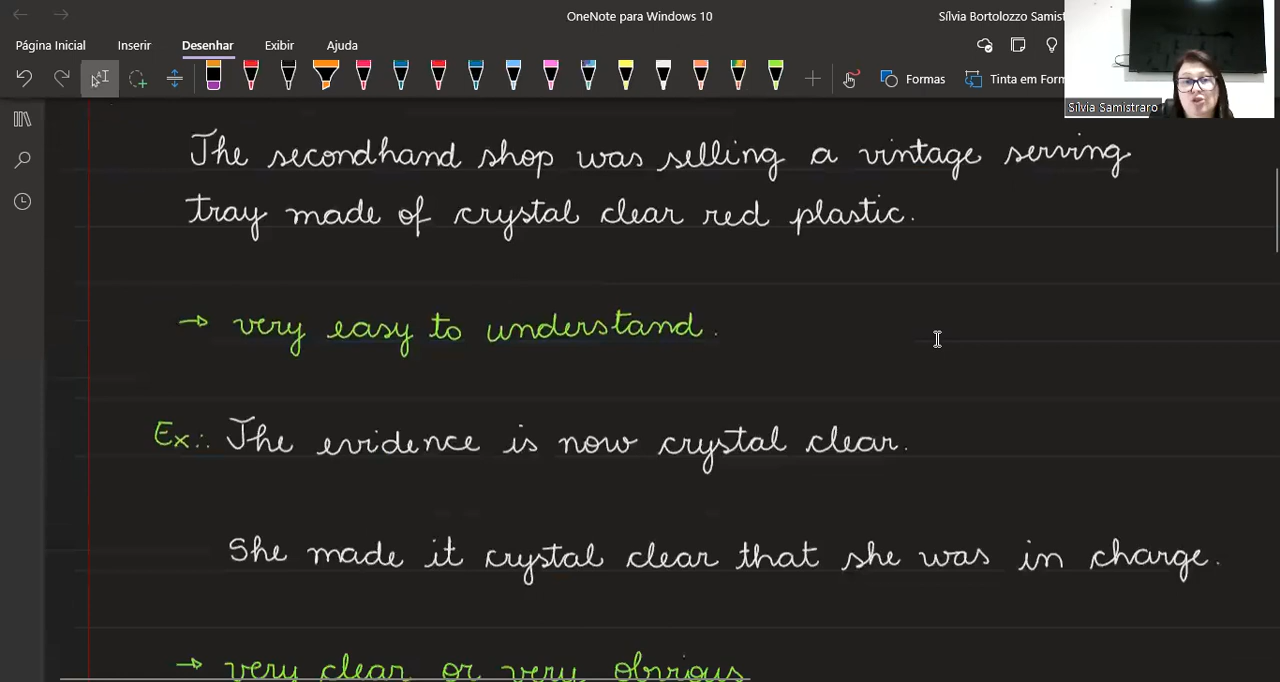 OneNote para Windows 10
Sílvia Bortolozzo Samist
Página Inicial Inserir Desenhar Exibir Ajuda
Formas Tinta em Form
Sílvia Samistraro
The secondhand shop was selling a vintage serving
tray made of crystal clear red plastic.
→ very easy to understand.
Ex.: The evidence is now crystal clear.
She made it crystal clear that she was in charge.
→ very clear or very obvious